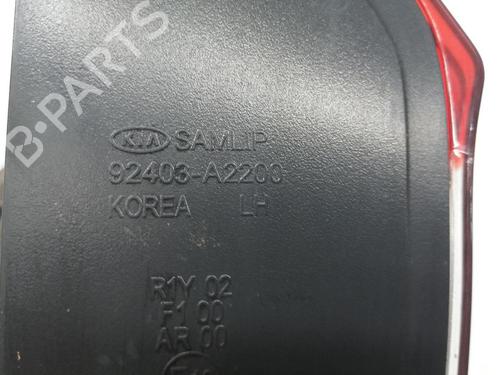 KIA SAMLIP
92403-A2200
KOREA LH
R1Y 02
F1 00
AR 00
B-PARTS